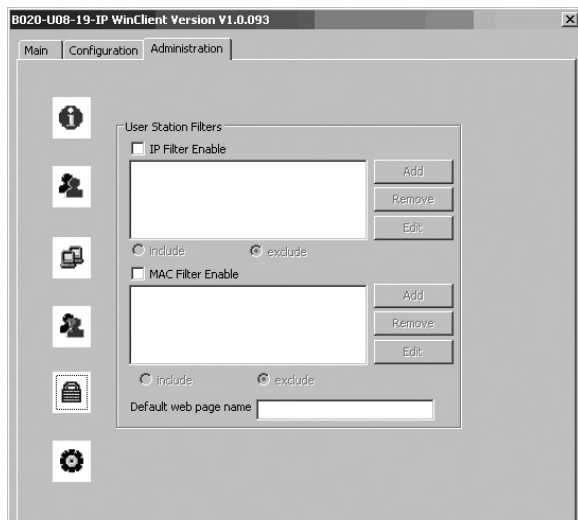 B020-U08-19-IP WinClient Version V1.0.093
Main Configuration Administration
User Station Filters
IP Filter Enable
Add
Remove
Edit
include exclude
MAC Filter Enable
Add
Remove
Edit
include exclude
Default web page name